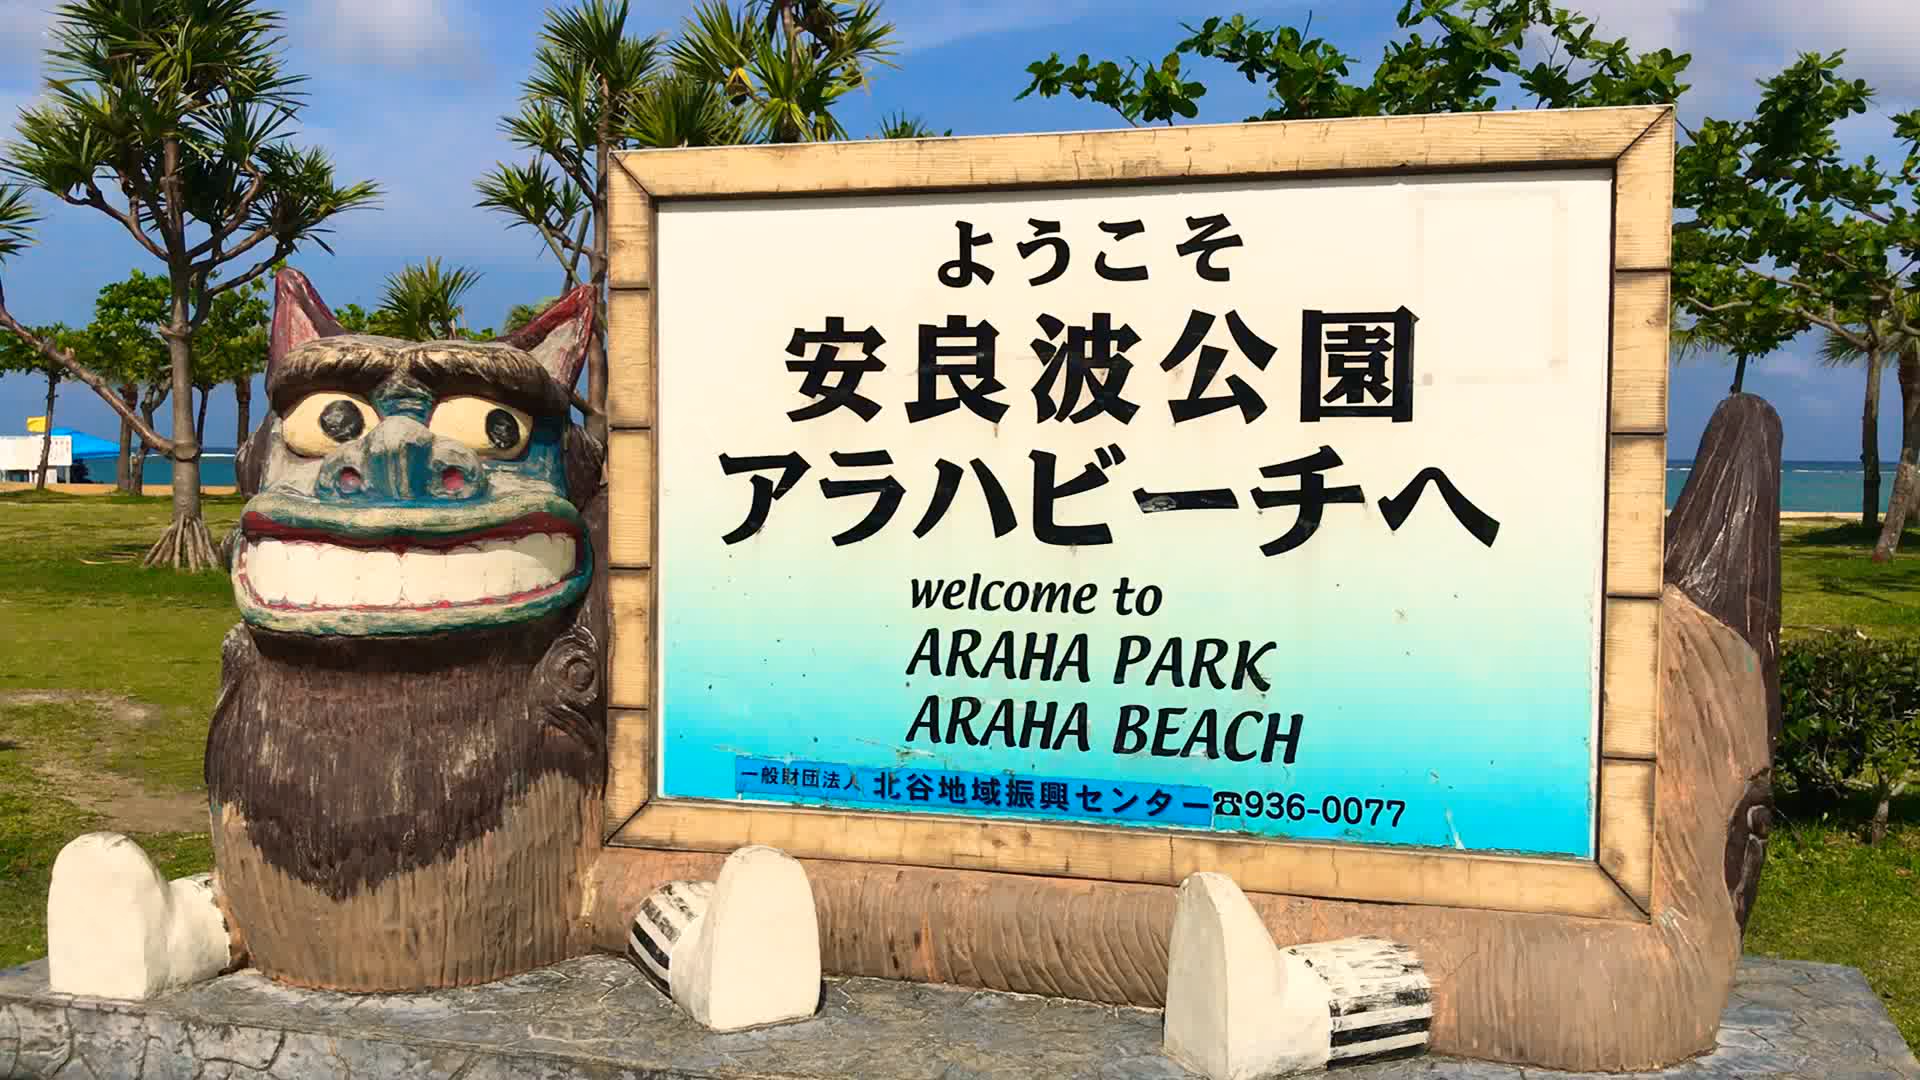 ようこそ
安良波公園
アラハビーチへ
welcome to
ARAHA PARK
ARAHA BEACH
一般財団法人 北谷地域振興センター☎936-0077